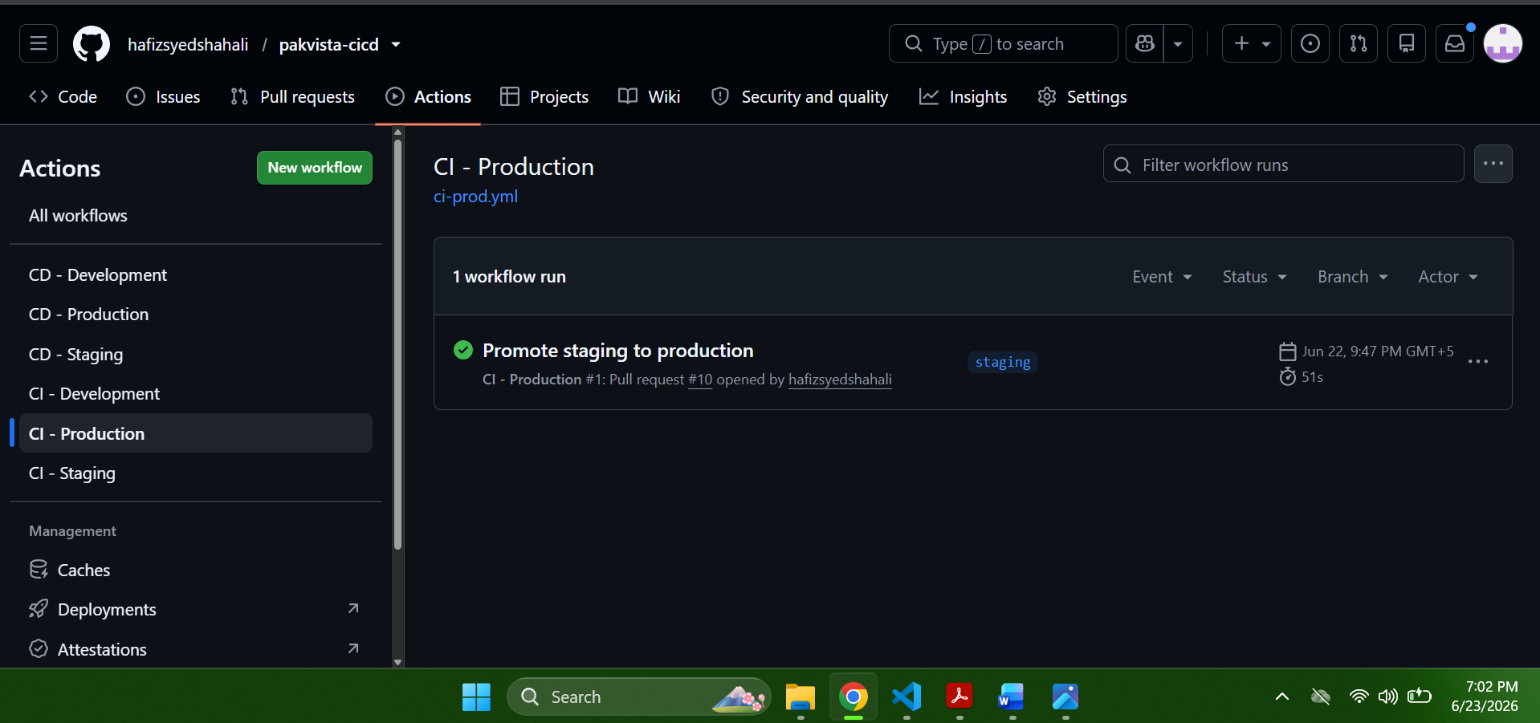 hafizsyedshahali / pakvista-cicd
Type / to search
Code
Issues
Pull requests
Actions
Projects
Wiki
Security and quality
Insights
Settings
Actions
New workflow
All workflows
CD - Development
CD - Production
CD - Staging
CI - Development
CI - Production
CI - Staging
Management
Caches
Deployments
Attestations
CI - Production
ci-prod.yml
Filter workflow runs
1 workflow run
Event
Status
Branch
Actor
Promote staging to production
CI - Production #1: Pull request #10 opened by hafizsyedshahali
staging
Jun 22, 9:47 PM GMT+5
51s
Search
7:02 PM
6/23/2026